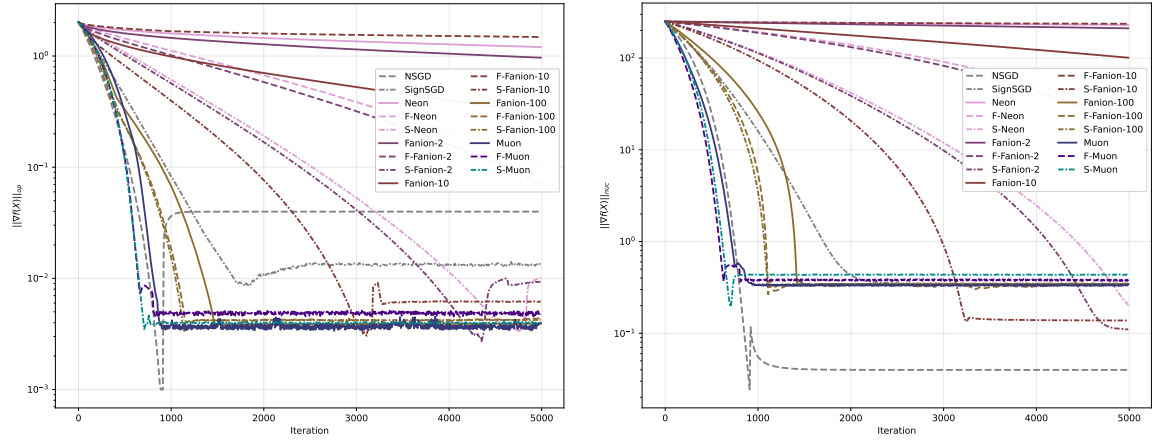 ||∇f(X)||op
10⁰
10⁻¹
10⁻²
10⁻³
0 1000 2000 3000 4000 5000
Iteration
NSGD
SignSGD
Neon
F-Neon
S-Neon
Fanion-2
F-Fanion-2
S-Fanion-2
Fanion-10
F-Fanion-10
S-Fanion-10
Fanion-100
F-Fanion-100
S-Fanion-100
Muon
F-Muon
S-Muon
||∇f(X)||nuc
10²
10¹
10⁰
10⁻¹
0 1000 2000 3000 4000 5000
Iteration
NSGD
SignSGD
Neon
F-Neon
S-Neon
Fanion-2
F-Fanion-2
S-Fanion-2
Fanion-10
F-Fanion-10
S-Fanion-10
Fanion-100
F-Fanion-100
S-Fanion-100
Muon
F-Muon
S-Muon